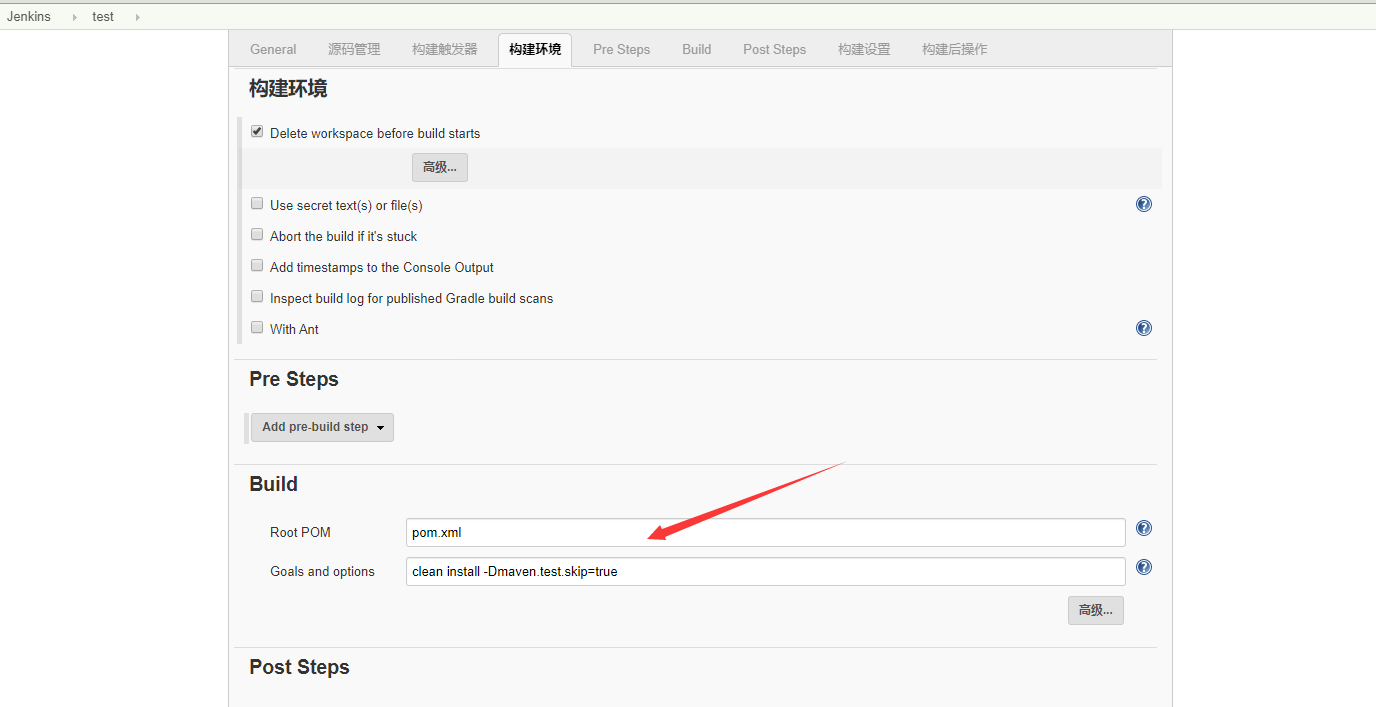 Jenkins test
General 源码管理 构建触发器 构建环境 Pre Steps Build Post Steps 构建设置 构建后操作
构建环境
Delete workspace before build starts
高级...
Use secret text(s) or file(s)
Abort the build if it's stuck
Add timestamps to the Console Output
Inspect build log for published Gradle build scans
With Ant
Pre Steps
Add pre-build step
Build
Root POM pom.xml
Goals and options clean install -Dmaven.test.skip=true
高级...
Post Steps